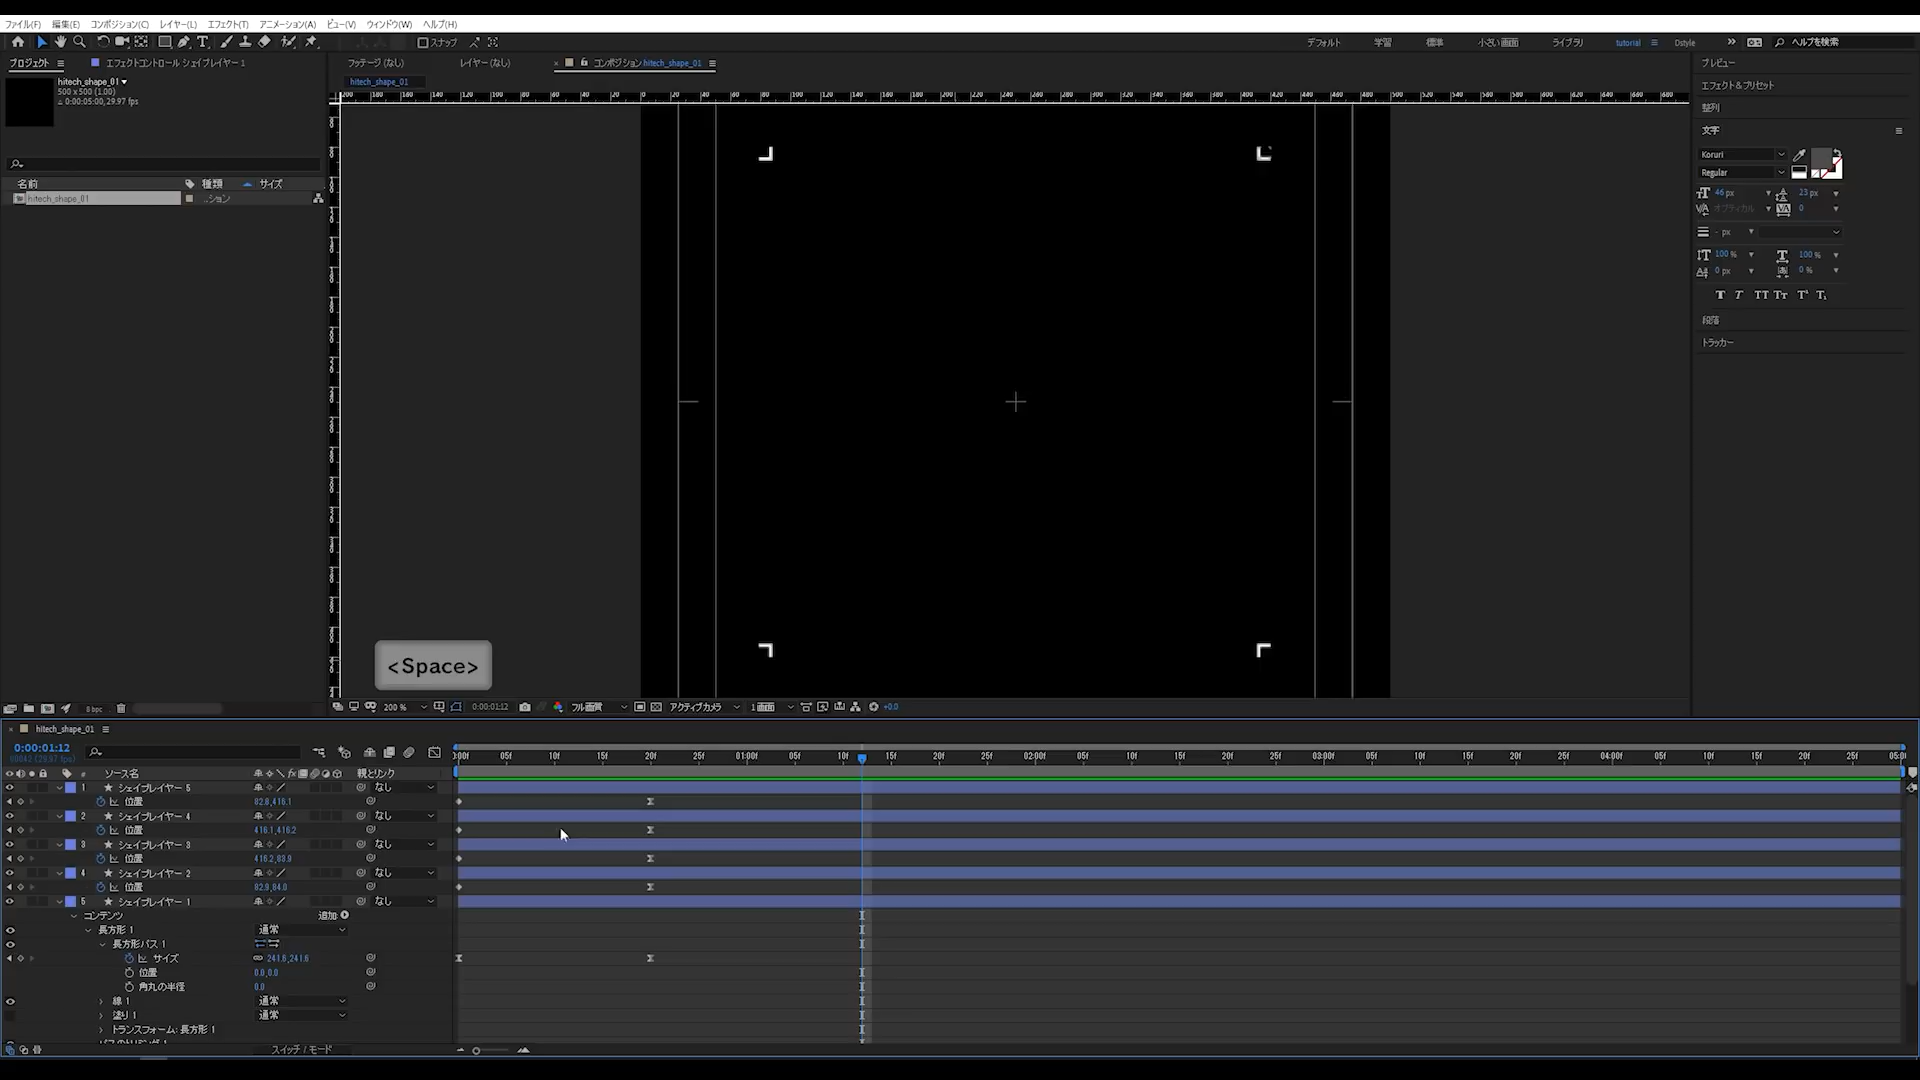 ファイル(F) 編集(E) コンポジション(C) レイヤー(L) エフェクト(T) アニメーション(A) ビュー(V) ウィンドウ(W) ヘルプ(H)
スナップ デフォルト 学習 標準 小さい画面 ライブラリ tutorial Dstyle ヘルプを検索
プロジェクト エフェクトコントロール シェイプレイヤー 1 フッテージ (なし) レイヤー (なし) コンポジション hitech_shape_01 プレビュー
hitech_shape_01
hitech_shape_01
500 x 500 (1.00)
Δ 0:00:05:00, 29.97 fps
エフェクト&プリセット
整列
文字
Koruri
Regular
46 px 23 px
オプティカル 0
- px
100 % 100 %
0 px 0 %
段落
トラッカー
名前 種類 サイズ
hitech_shape_01 ..ション
<Space>
8 bpc 200 % 0:00:01:12 フル画質 アクティブカメラ 1画面 +0.0
hitech_shape_01
0:00:01:12
00042 (29.97 fps)
0:00f 05f 10f 15f 20f 25f 01:00f 05f 10f 15f 20f 25f 02:00f 05f 10f 15f 20f 25f 03:00f 05f 10f 15f 20f 25f 04:00f 05f 10f 15f 20f 25f 05:0
# ソース名 親とリンク
1 シェイプレイヤー 5 なし
位置 82.8,416.1
2 シェイプレイヤー 4 なし
位置 416.1,416.2
3 シェイプレイヤー 3 なし
位置 416.2,83.9
4 シェイプレイヤー 2 なし
位置 82.9,84.0
5 シェイプレイヤー 1 なし
コンテンツ 追加:
長方形 1 通常
長方形パス 1
サイズ 241.6,241.6
位置 0.0,0.0
角丸の半径 0.0
線 1 通常
塗り 1 通常
トランスフォーム: 長方形 1
スイッチ / モード